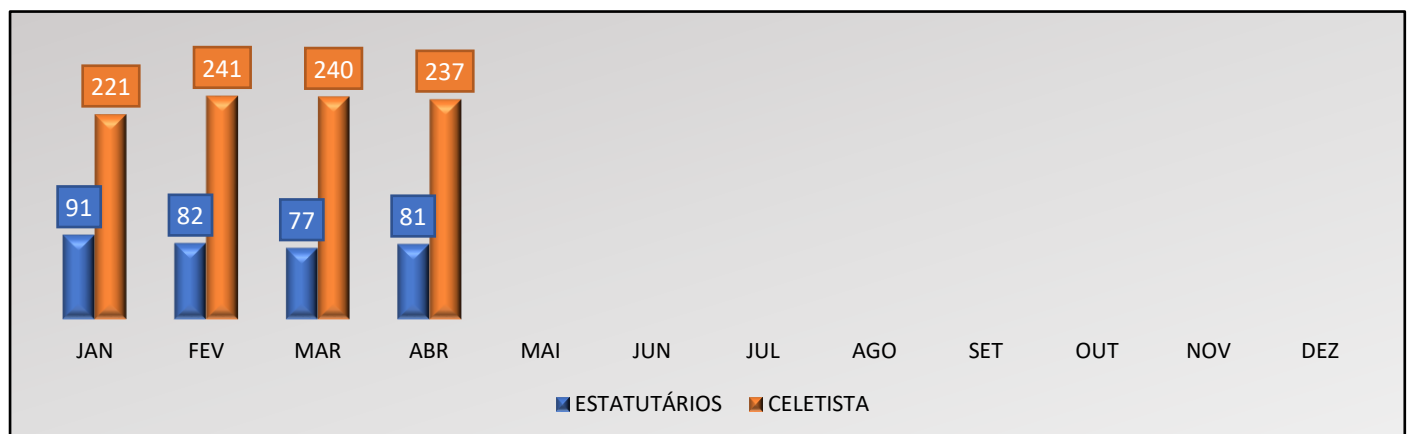 221 241 240 237
91 82 77 81
JAN FEV MAR ABR MAI JUN JUL AGO SET OUT NOV DEZ
ESTATUTÁRIOS CELETISTA